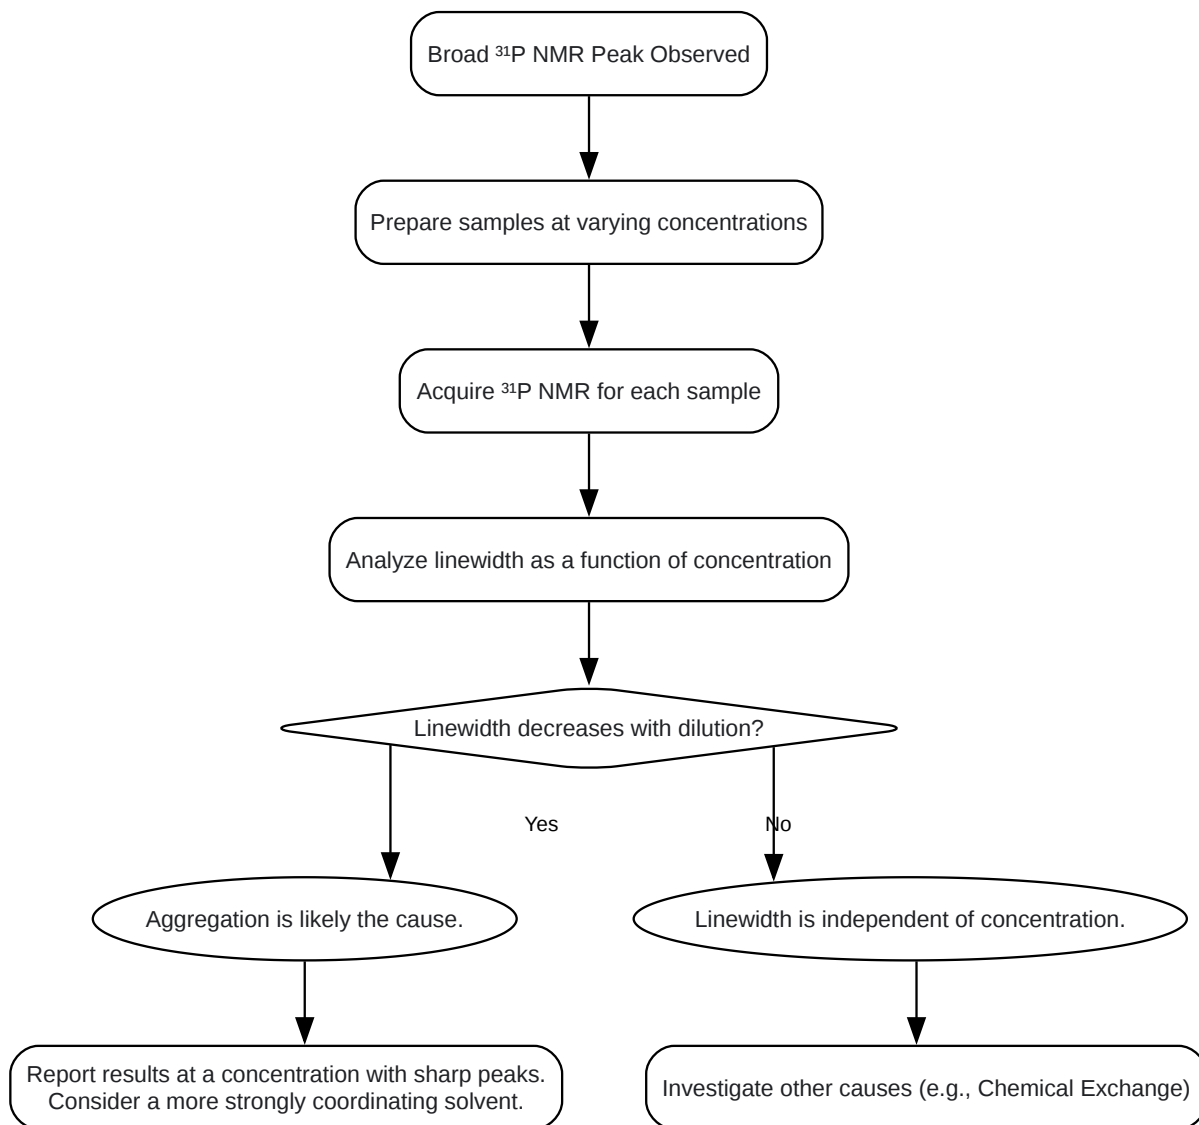 Broad ³¹P NMR Peak Observed
Prepare samples at varying concentrations
Acquire ³¹P NMR for each sample
Analyze linewidth as a function of concentration
Linewidth decreases with dilution?
Yes
No
Aggregation is likely the cause.
Linewidth is independent of concentration.
Report results at a concentration with sharp peaks.
Consider a more strongly coordinating solvent.
Investigate other causes (e.g., Chemical Exchange)